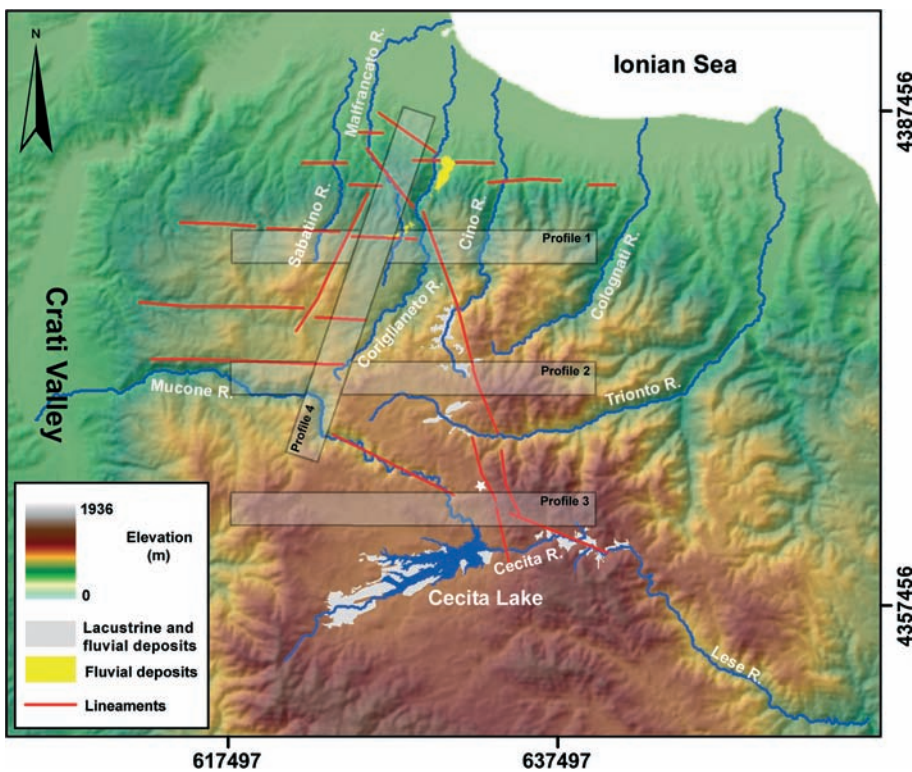 N
Ionian Sea
4387456
Malfrancato R.
Sabatino R.
Cino R.
Profile 1
Colognati R.
Coriglianeto R.
Crati Valley
Profile 2
Mucone R.
Trionto R.
Profile 4
Profile 3
Cecita R.
Cecita Lake
4357456
Lese R.
1936
Elevation
(m)
0
Lacustrine and
fluvial deposits
Fluvial deposits
Lineaments
617497
637497